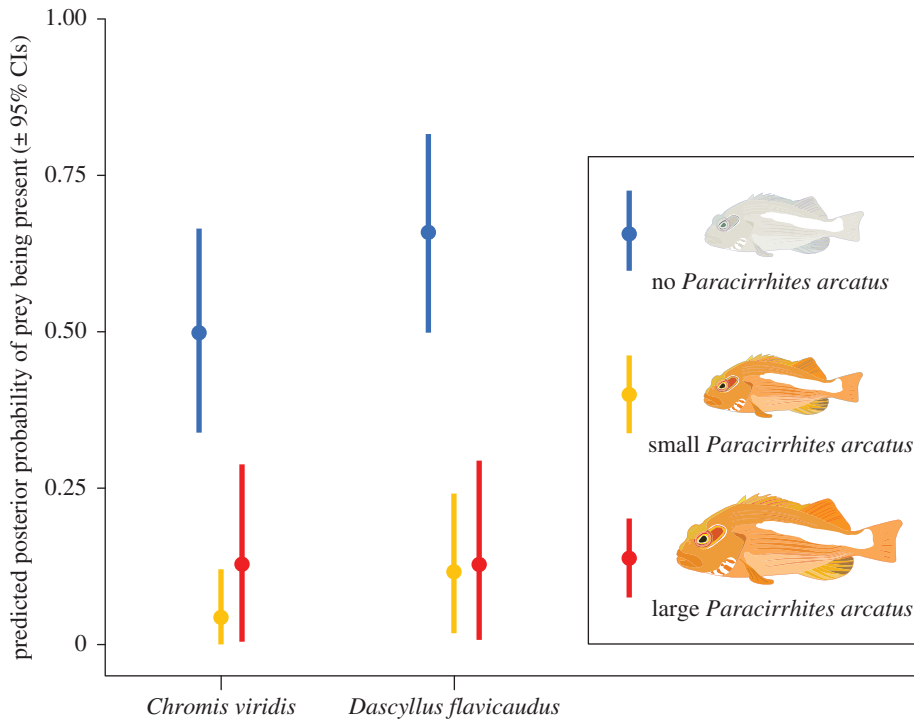 predicted posterior probability of prey being present (± 95% CIs)
1.00
0.75
0.50
0.25
0
Chromis viridis
Dascyllus flavicaudus
no Paracirrhites arcatus
small Paracirrhites arcatus
large Paracirrhites arcatus